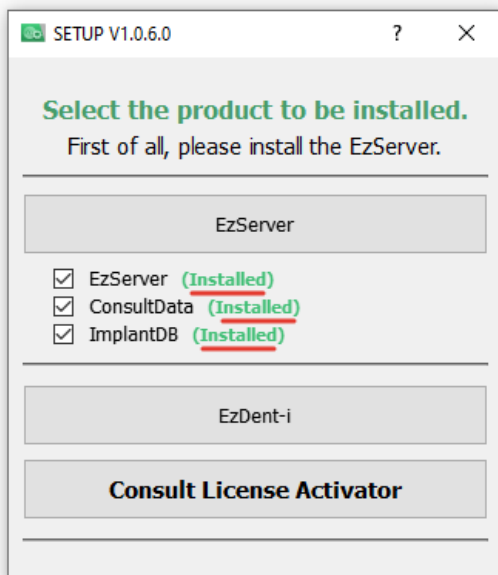 SETUP V1.0.6.0 ?
Select the product to be installed.
First of all, please install the EzServer.
EzServer
EzServer (Installed)
ConsultData (Installed)
ImplantDB (Installed)
EzDent-i
Consult License Activator